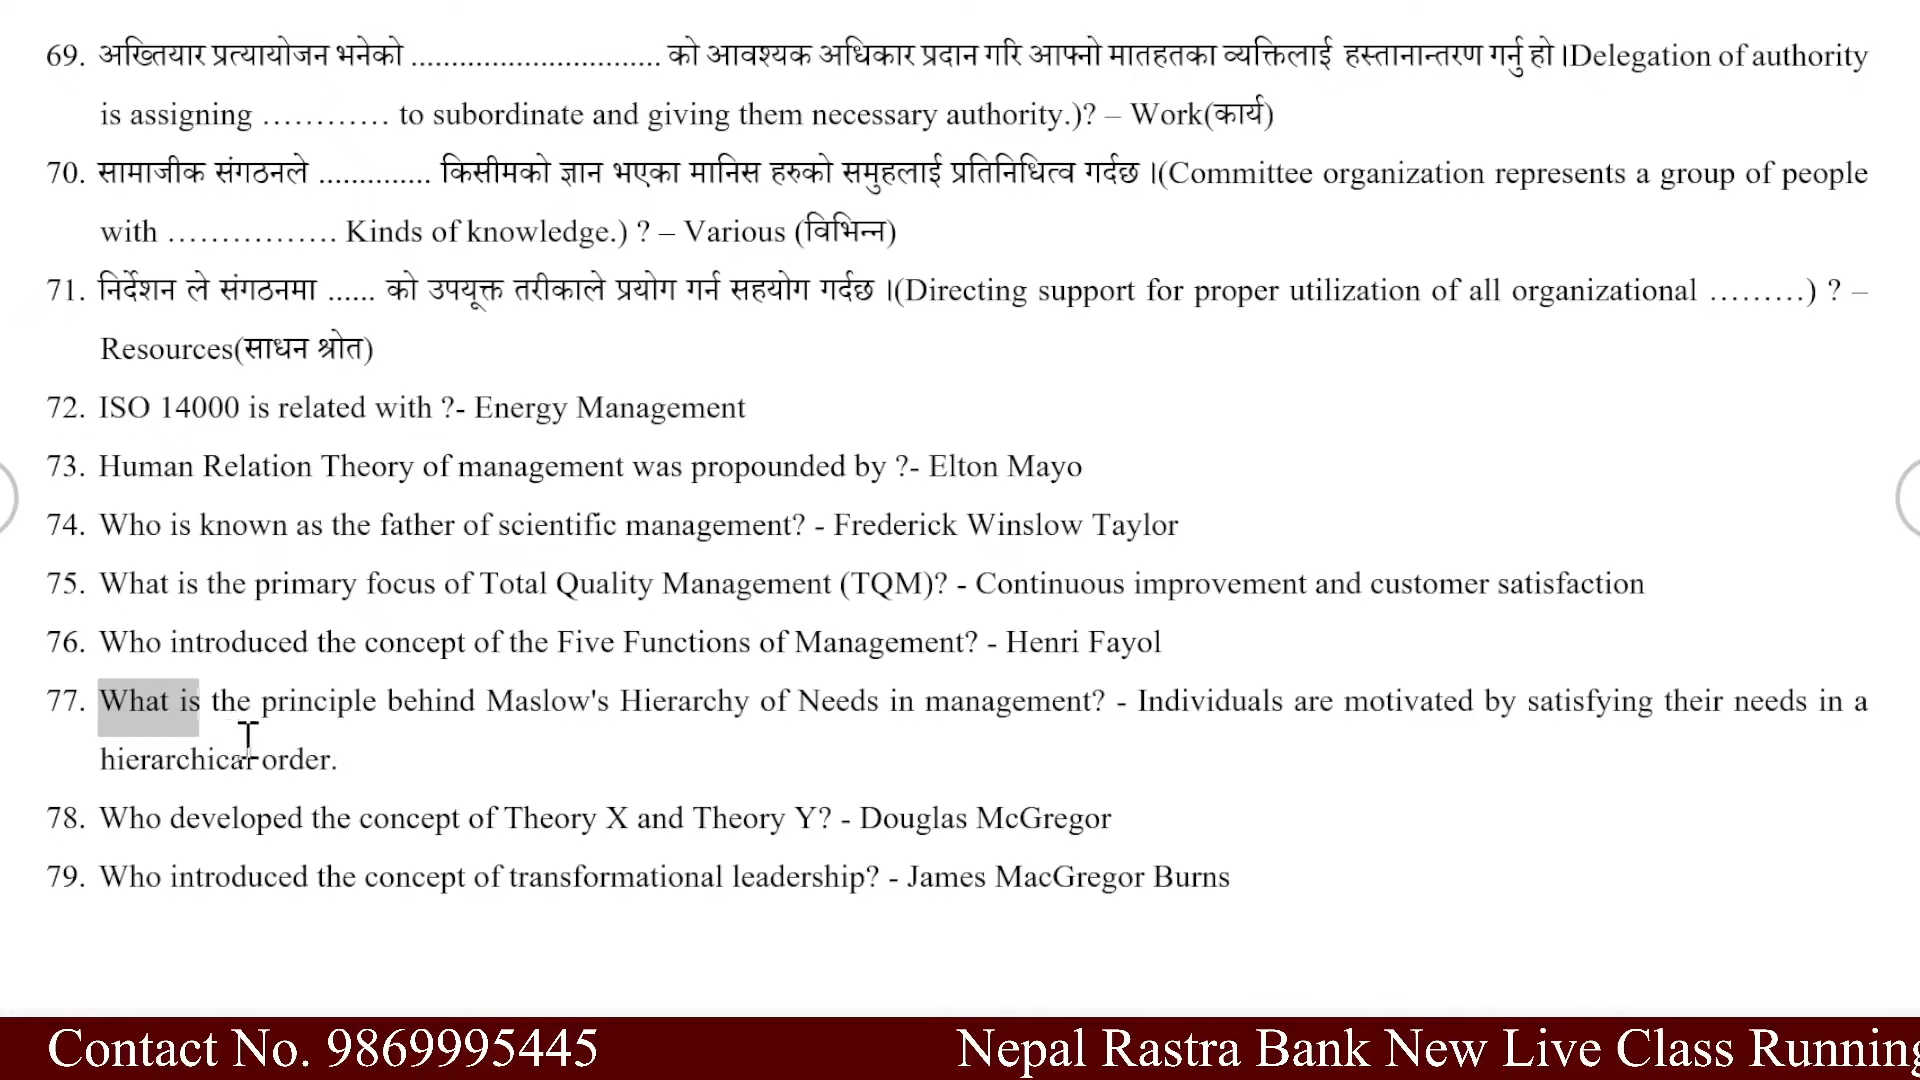 69. अख्तियार प्रत्यायोजन भनेको ............................... को आवश्यक अधिकार प्रदान गरि आफ्नो मातहतका व्यक्तिलाई हस्तानान्तरण गर्नु हो ।Delegation of authority
is assigning ………… to subordinate and giving them necessary authority.)? – Work(कार्य)
70. सामाजीक संगठनले .............. किसीमको ज्ञान भएका मानिस हरुको समुहलाई प्रतिनिधित्व गर्दछ ।(Committee organization represents a group of people
with ……………. Kinds of knowledge.) ? – Various (विभिन्न)
71. निर्देशन ले संगठनमा ...... को उपयूक्त तरीकाले प्रयोग गर्न सहयोग गर्दछ ।(Directing support for proper utilization of all organizational ………) ? –
Resources(साधन श्रोत)
72. ISO 14000 is related with ?- Energy Management
73. Human Relation Theory of management was propounded by ?- Elton Mayo
74. Who is known as the father of scientific management? - Frederick Winslow Taylor
75. What is the primary focus of Total Quality Management (TQM)? - Continuous improvement and customer satisfaction
76. Who introduced the concept of the Five Functions of Management? - Henri Fayol
77. What is the principle behind Maslow's Hierarchy of Needs in management? - Individuals are motivated by satisfying their needs in a
hierarchical order.
78. Who developed the concept of Theory X and Theory Y? - Douglas McGregor
79. Who introduced the concept of transformational leadership? - James MacGregor Burns
Contact No. 9869995445 Nepal Rastra Bank New Live Class Running